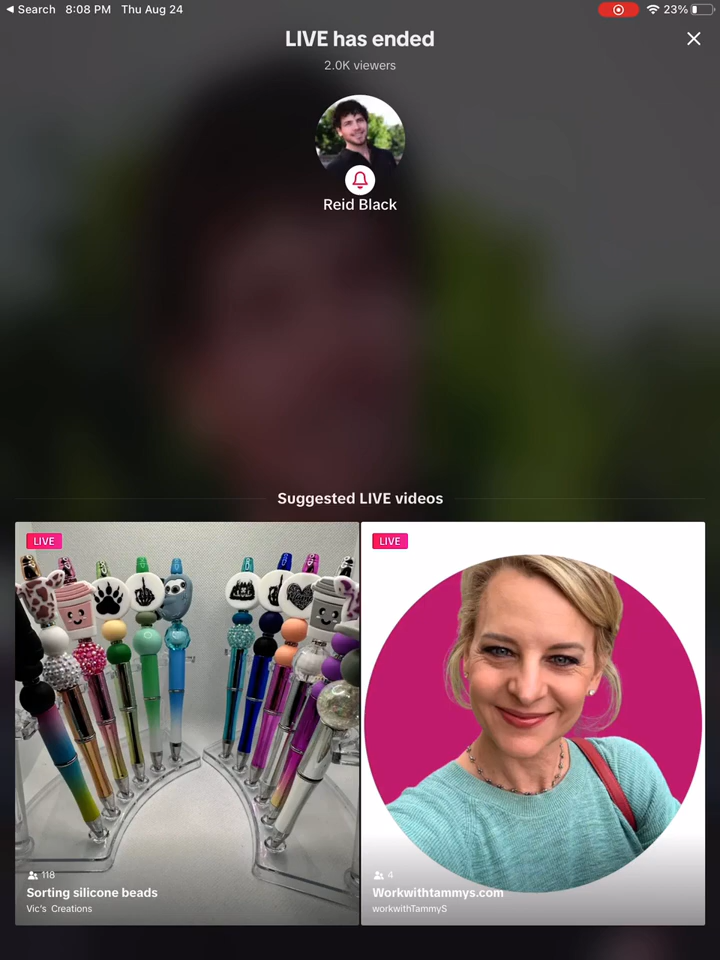 Search 8:08 PM Thu Aug 24 23%
LIVE has ended
2.0K viewers
Reid Black
Suggested LIVE videos
LIVE
118
Sorting silicone beads
Vic's Creations
LIVE
4
Workwithtammys.com
workwithTammyS